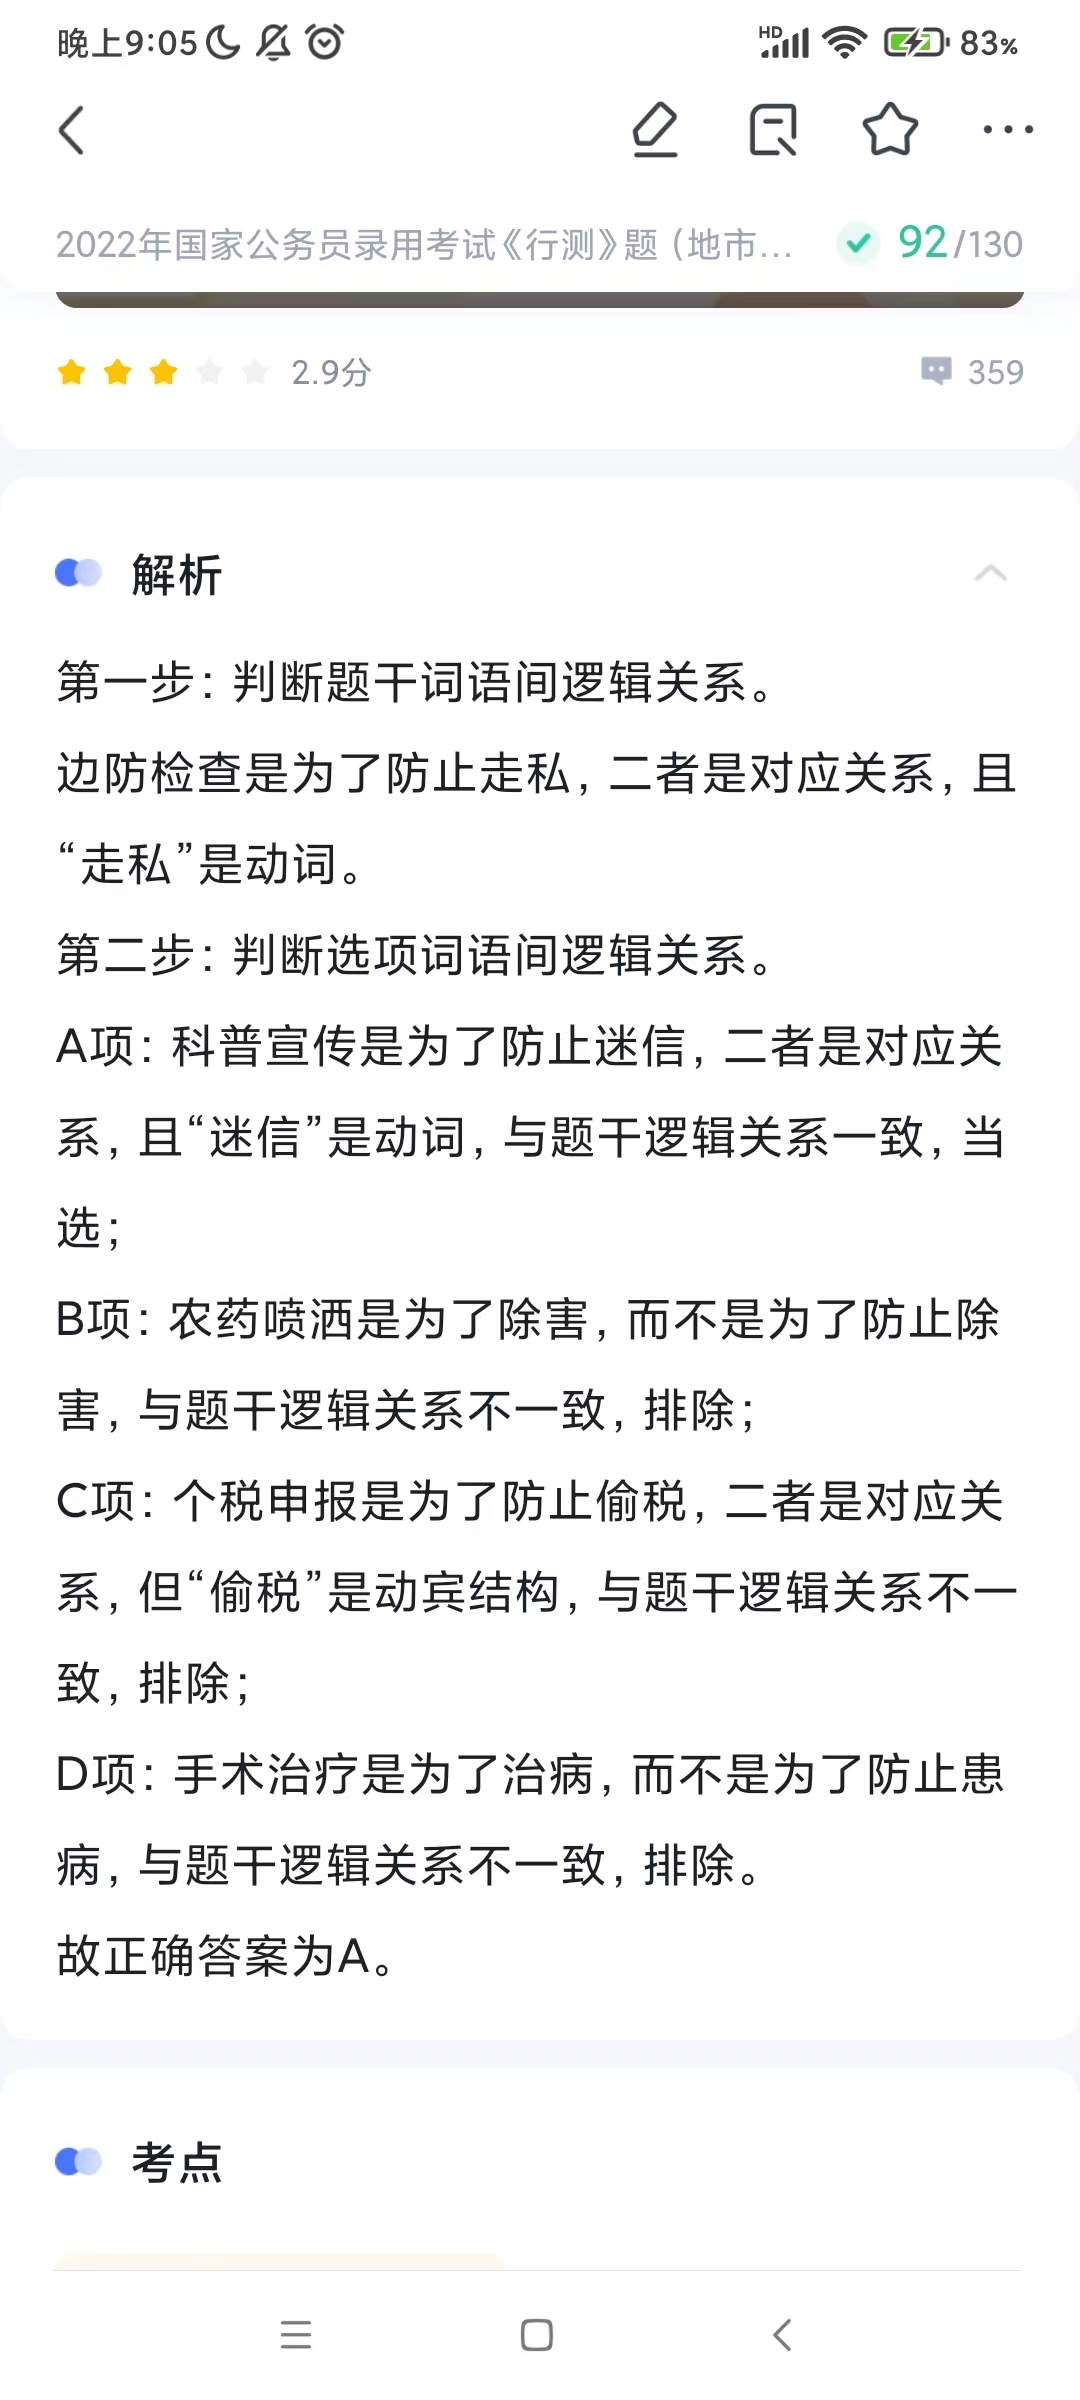 晚上9:05 HD 83%
2022年国家公务员录用考试《行测》题（地市... 92/130
2.9分 359
解析
第一步：判断题干词语间逻辑关系。
边防检查是为了防止走私，二者是对应关系，且
“走私”是动词。
第二步：判断选项词语间逻辑关系。
A项：科普宣传是为了防止迷信，二者是对应关
系，且“迷信”是动词，与题干逻辑关系一致，当
选；
B项：农药喷洒是为了除害，而不是为了防止除
害，与题干逻辑关系不一致，排除；
C项：个税申报是为了防止偷税，二者是对应关
系，但“偷税”是动宾结构，与题干逻辑关系不一
致，排除；
D项：手术治疗是为了治病，而不是为了防止患
病，与题干逻辑关系不一致，排除。
故正确答案为A。
考点